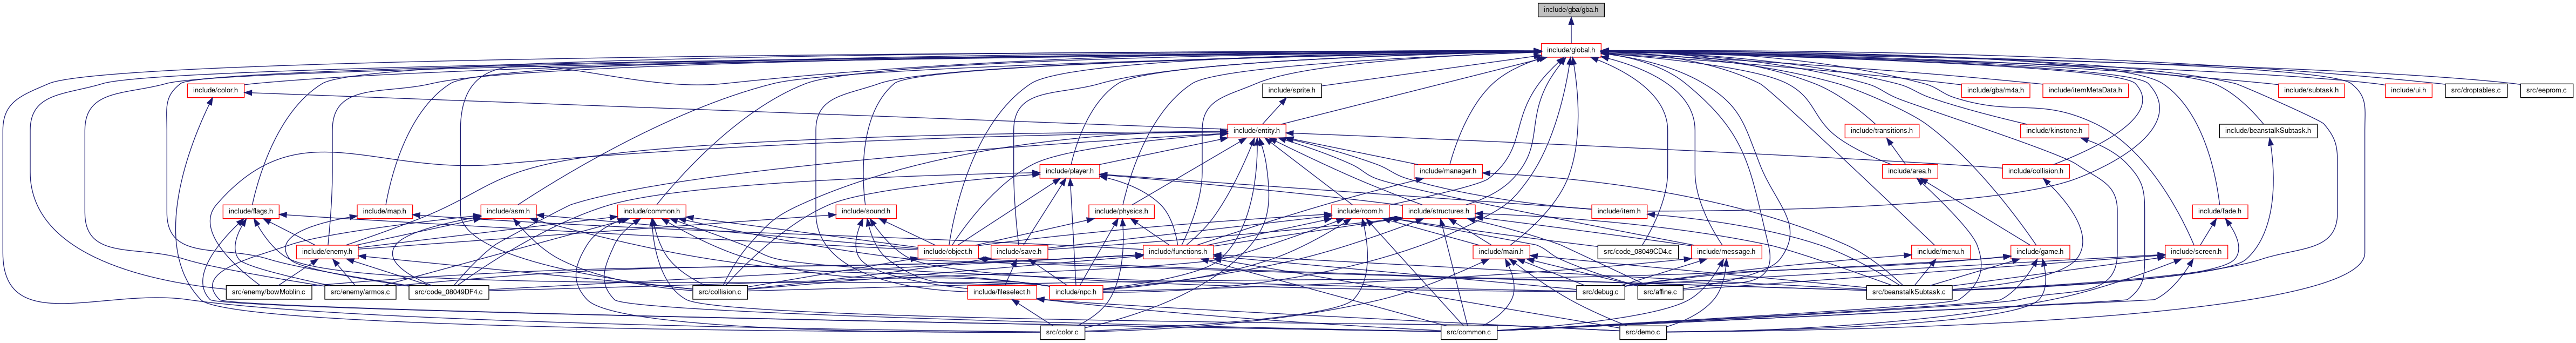 include/gba/gba.h
include/global.h
include/color.h
include/sprite.h
include/gba/m4a.h
include/itemMetaData.h
include/subtask.h
include/ui.h
src/droptables.c
src/eeprom.c
include/entity.h
include/transitions.h
include/kinstone.h
include/beanstalkSubtask.h
include/player.h
include/manager.h
include/area.h
include/collision.h
include/flags.h
include/map.h
include/asm.h
include/common.h
include/sound.h
include/physics.h
include/room.h
include/structures.h
include/item.h
include/fade.h
include/enemy.h
include/object.h
include/save.h
include/functions.h
include/main.h
src/code_08049CD4.c
include/message.h
include/menu.h
include/game.h
include/screen.h
src/enemy/bowMoblin.c
src/enemy/armos.c
src/code_08049DF4.c
src/collision.c
include/fileselect.h
include/npc.h
src/debug.c
src/affine.c
src/beanstalkSubtask.c
src/color.c
src/common.c
src/demo.c